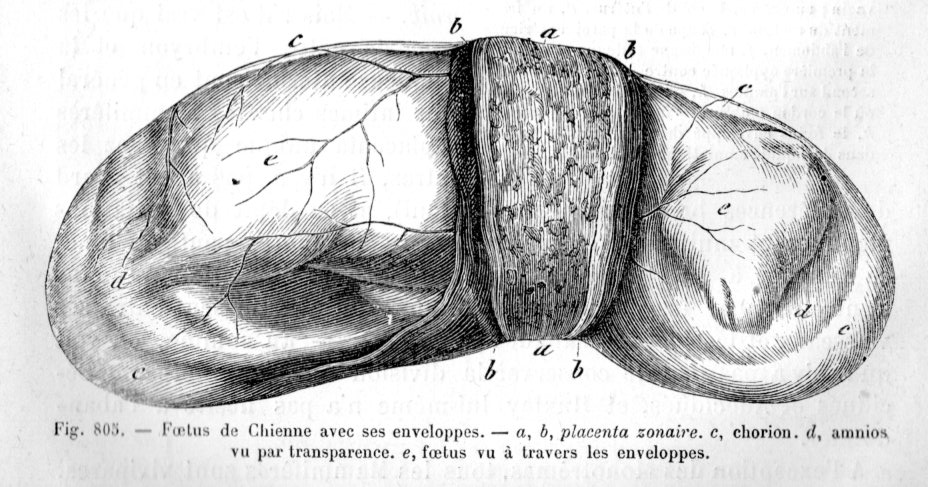 b
a
c
b
c
e
e
d
d
c
c
a
b
b
Fig. 805. — Fœtus de Chienne avec ses enveloppes. — a, b, placenta zonaire. c, chorion. d, amnios
vu par transparence. e, fœtus vu à travers les enveloppes.